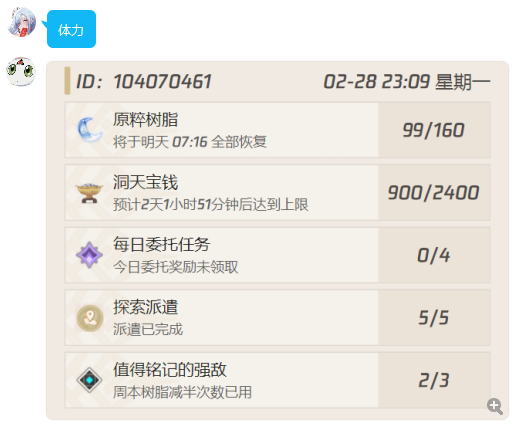 体力
ID：104070461 02-28 23:09 星期一
原粹树脂
将于明天 07:16 全部恢复
99/160
洞天宝钱
预计2天1小时51分钟后达到上限
900/2400
每日委托任务
今日委托奖励未领取
0/4
探索派遣
派遣已完成
5/5
值得铭记的强敌
周本树脂减半次数已用
2/3